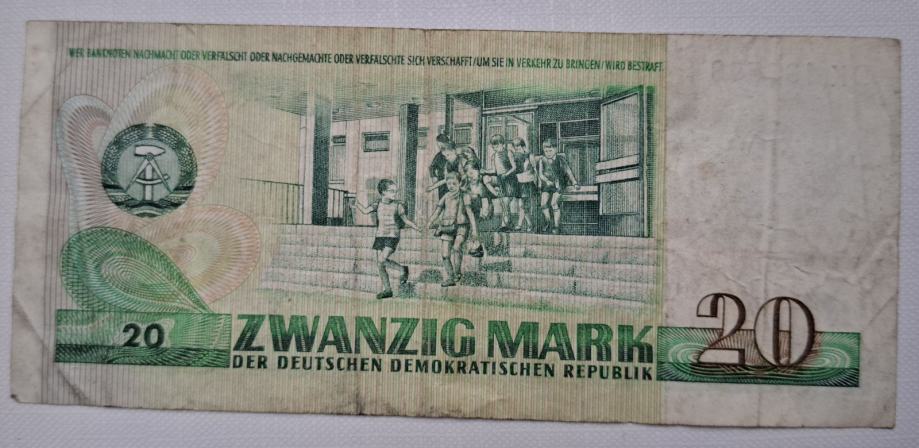 WER BANKNOTEN NACHMACHT ODER VERFÄLSCHT ODER NACHGEMACHTE ODER VERFÄLSCHTE SICH VERSCHAFFT/UM SIE IN VERKEHR ZU BRINGEN/WIRD BESTRAFT
20
ZWANZIG MARK
DER DEUTSCHEN DEMOKRATISCHEN REPUBLIK
20